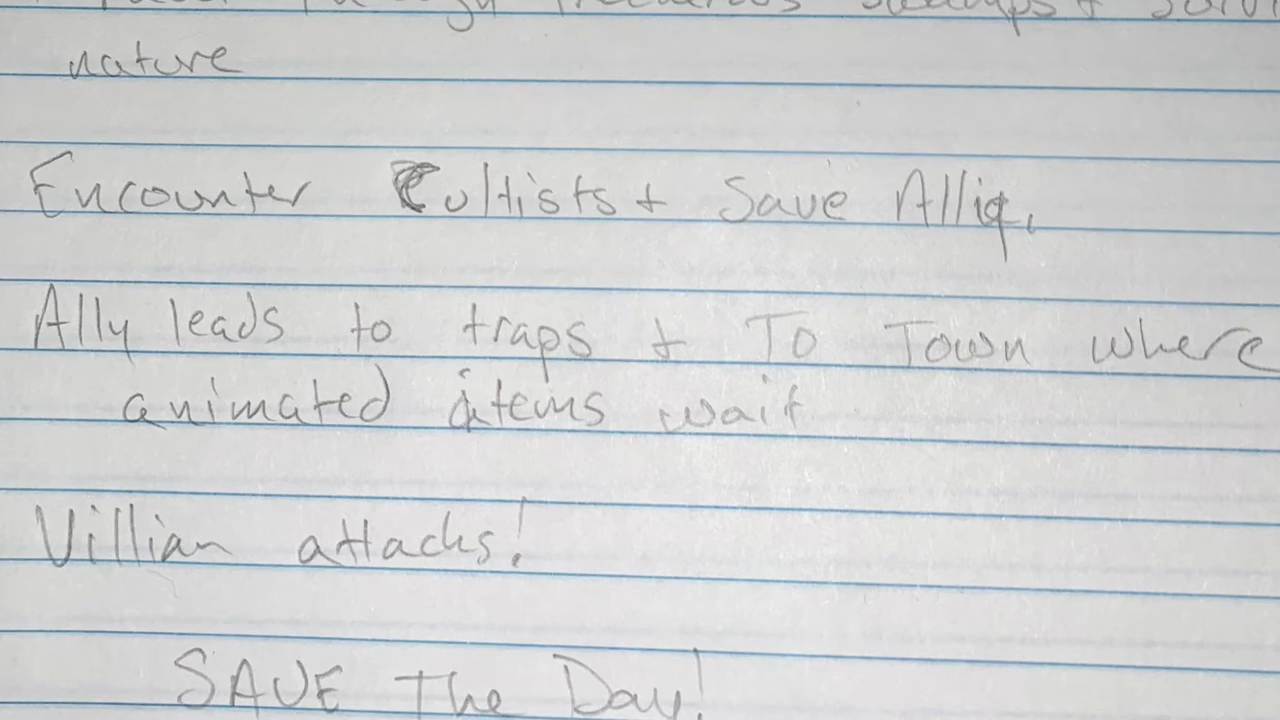 nature
Encounter Cultists + Save
Ally leads to traps + To Town where
animated items wait
Villian attacks!
SAVE The Day!